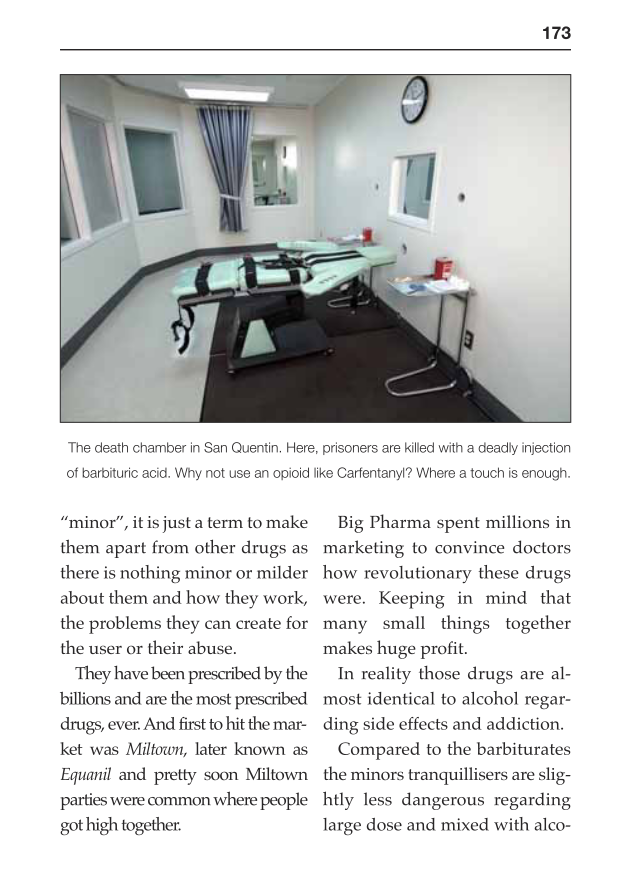 173
The death chamber in San Quentin. Here, prisoners are killed with a deadly injection
of barbituric acid. Why not use an opioid like Carfentanyl? Where a touch is enough.
“minor”, it is just a term to make
them apart from other drugs as
there is nothing minor or milder
about them and how they work,
the problems they can create for
the user or their abuse.
They have been prescribed by the
billions and are the most prescribed
drugs, ever. And first to hit the mar-
ket was Miltown, later known as
Equanil and pretty soon Miltown
parties were common where people
got high together.
Big Pharma spent millions in
marketing to convince doctors
how revolutionary these drugs
were. Keeping in mind that
many small things together
makes huge profit.
In reality those drugs are al-
most identical to alcohol regar-
ding side effects and addiction.
Compared to the barbiturates
the minors tranquillisers are slig-
htly less dangerous regarding
large dose and mixed with alco-